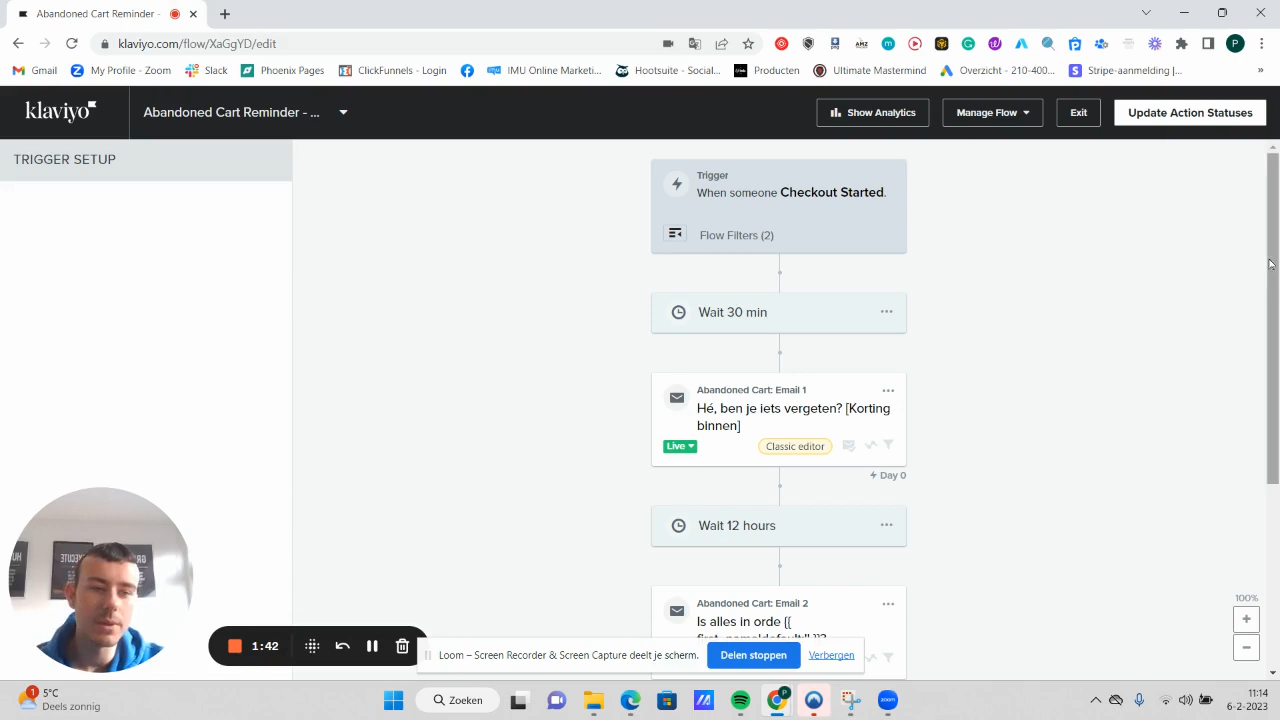 Abandoned Cart Reminder -
klaviyo.com/flow/XaGgYD/edit
Gmail
My Profile - Zoom
Slack
Phoenix Pages
ClickFunnels - Login
IMU Online Marketi...
Hootsuite - Social...
Producten
Ultimate Mastermind
Overzicht - 210-400...
Stripe-aanmelding |...
»
klaviyo
Abandoned Cart Reminder - ...
Show Analytics
Manage Flow
Exit
Update Action Statuses
TRIGGER SETUP
Trigger
When someone Checkout Started.
Flow Filters (2)
Wait 30 min
Abandoned Cart: Email 1
Hé, ben je iets vergeten? [Korting
binnen]
Live
Classic editor
Day 0
Wait 12 hours
Abandoned Cart: Email 2
Is alles in orde {{
100%
1:42
Loom – Screen Recorder & Screen Capture deelt je scherm.
Delen stoppen
Verbergen
1
5°C
Deels zonnig
Zoeken
11:14
6-2-2023